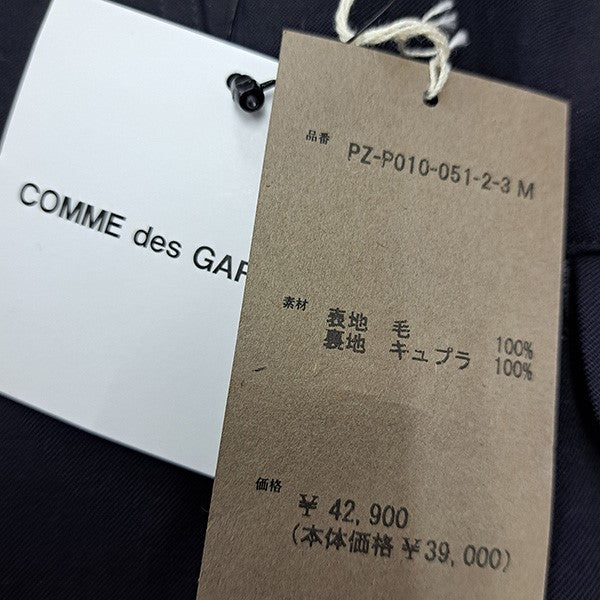 COMME des GAR
品番 PZ-P010-051-2-3 M
素材 表地 毛 100%
裏地 キュプラ 100%
価格 ¥ 42,900
(本体価格 ¥39,000)